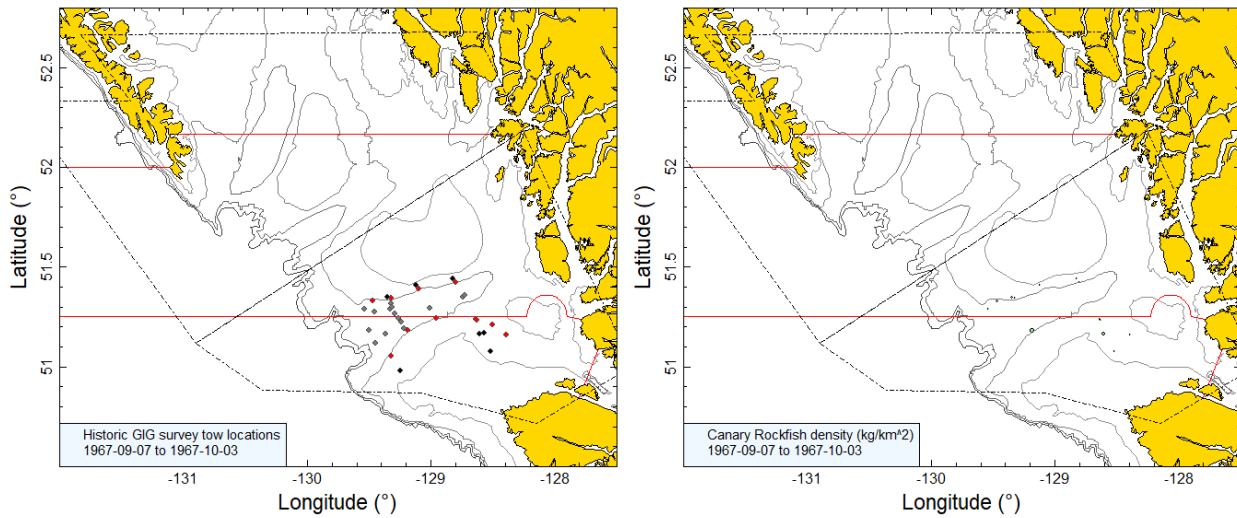 52.5
52
51.5
51
Latitude (°)
Historic GIG survey tow locations
1967-09-07 to 1967-10-03
-131
-130
-129
-128
Longitude (°)
52.5
52
51.5
51
Latitude (°)
Canary Rockfish density (kg/km^2)
1967-09-07 to 1967-10-03
-131
-130
-129
-128
Longitude (°)